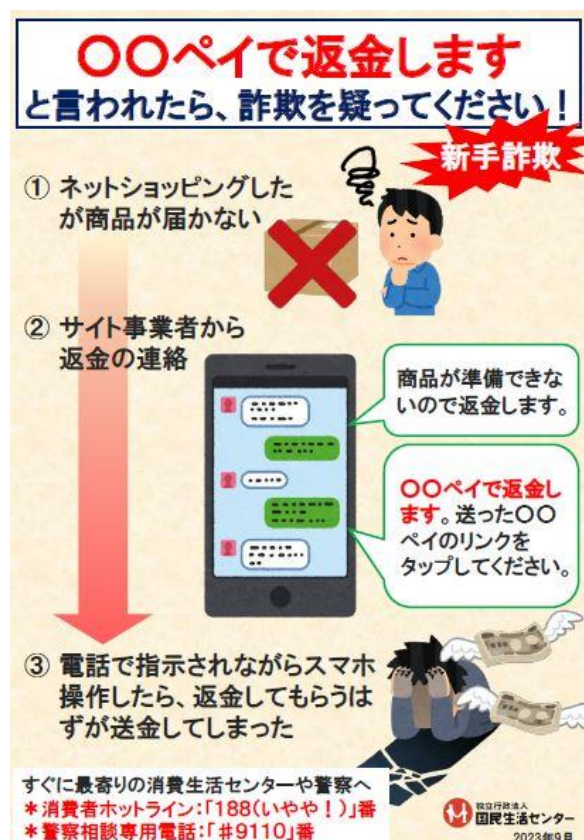 〇〇ペイで返金します
と言われたら、詐欺を疑ってください！
新手詐欺
① ネットショッピングした
が商品が届かない
② サイト事業者から
返金の連絡
商品が準備できな
いので返金します。
〇〇ペイで返金し
ます。送った〇〇
ペイのリンクを
タップしてください。
③ 電話で指示されながらスマホ
操作したら、返金してもらうは
ずが送金してしまった
すぐに最寄りの消費生活センターや警察へ
＊消費者ホットライン：「188（いやや！）」番
＊警察相談専用電話：「＃9110」番
独立行政法人
国民生活センター
2023年9月